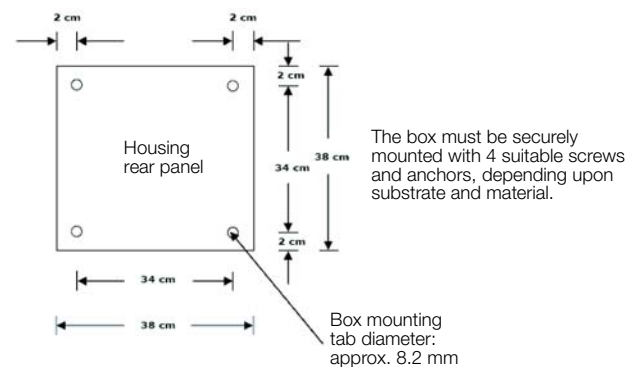 2 cm
2 cm
2 cm
Housing
rear panel
34 cm
38 cm
The box must be securely
mounted with 4 suitable screws
and anchors, depending upon
substrate and material.
2 cm
34 cm
38 cm
Box mounting
tab diameter:
approx. 8.2 mm